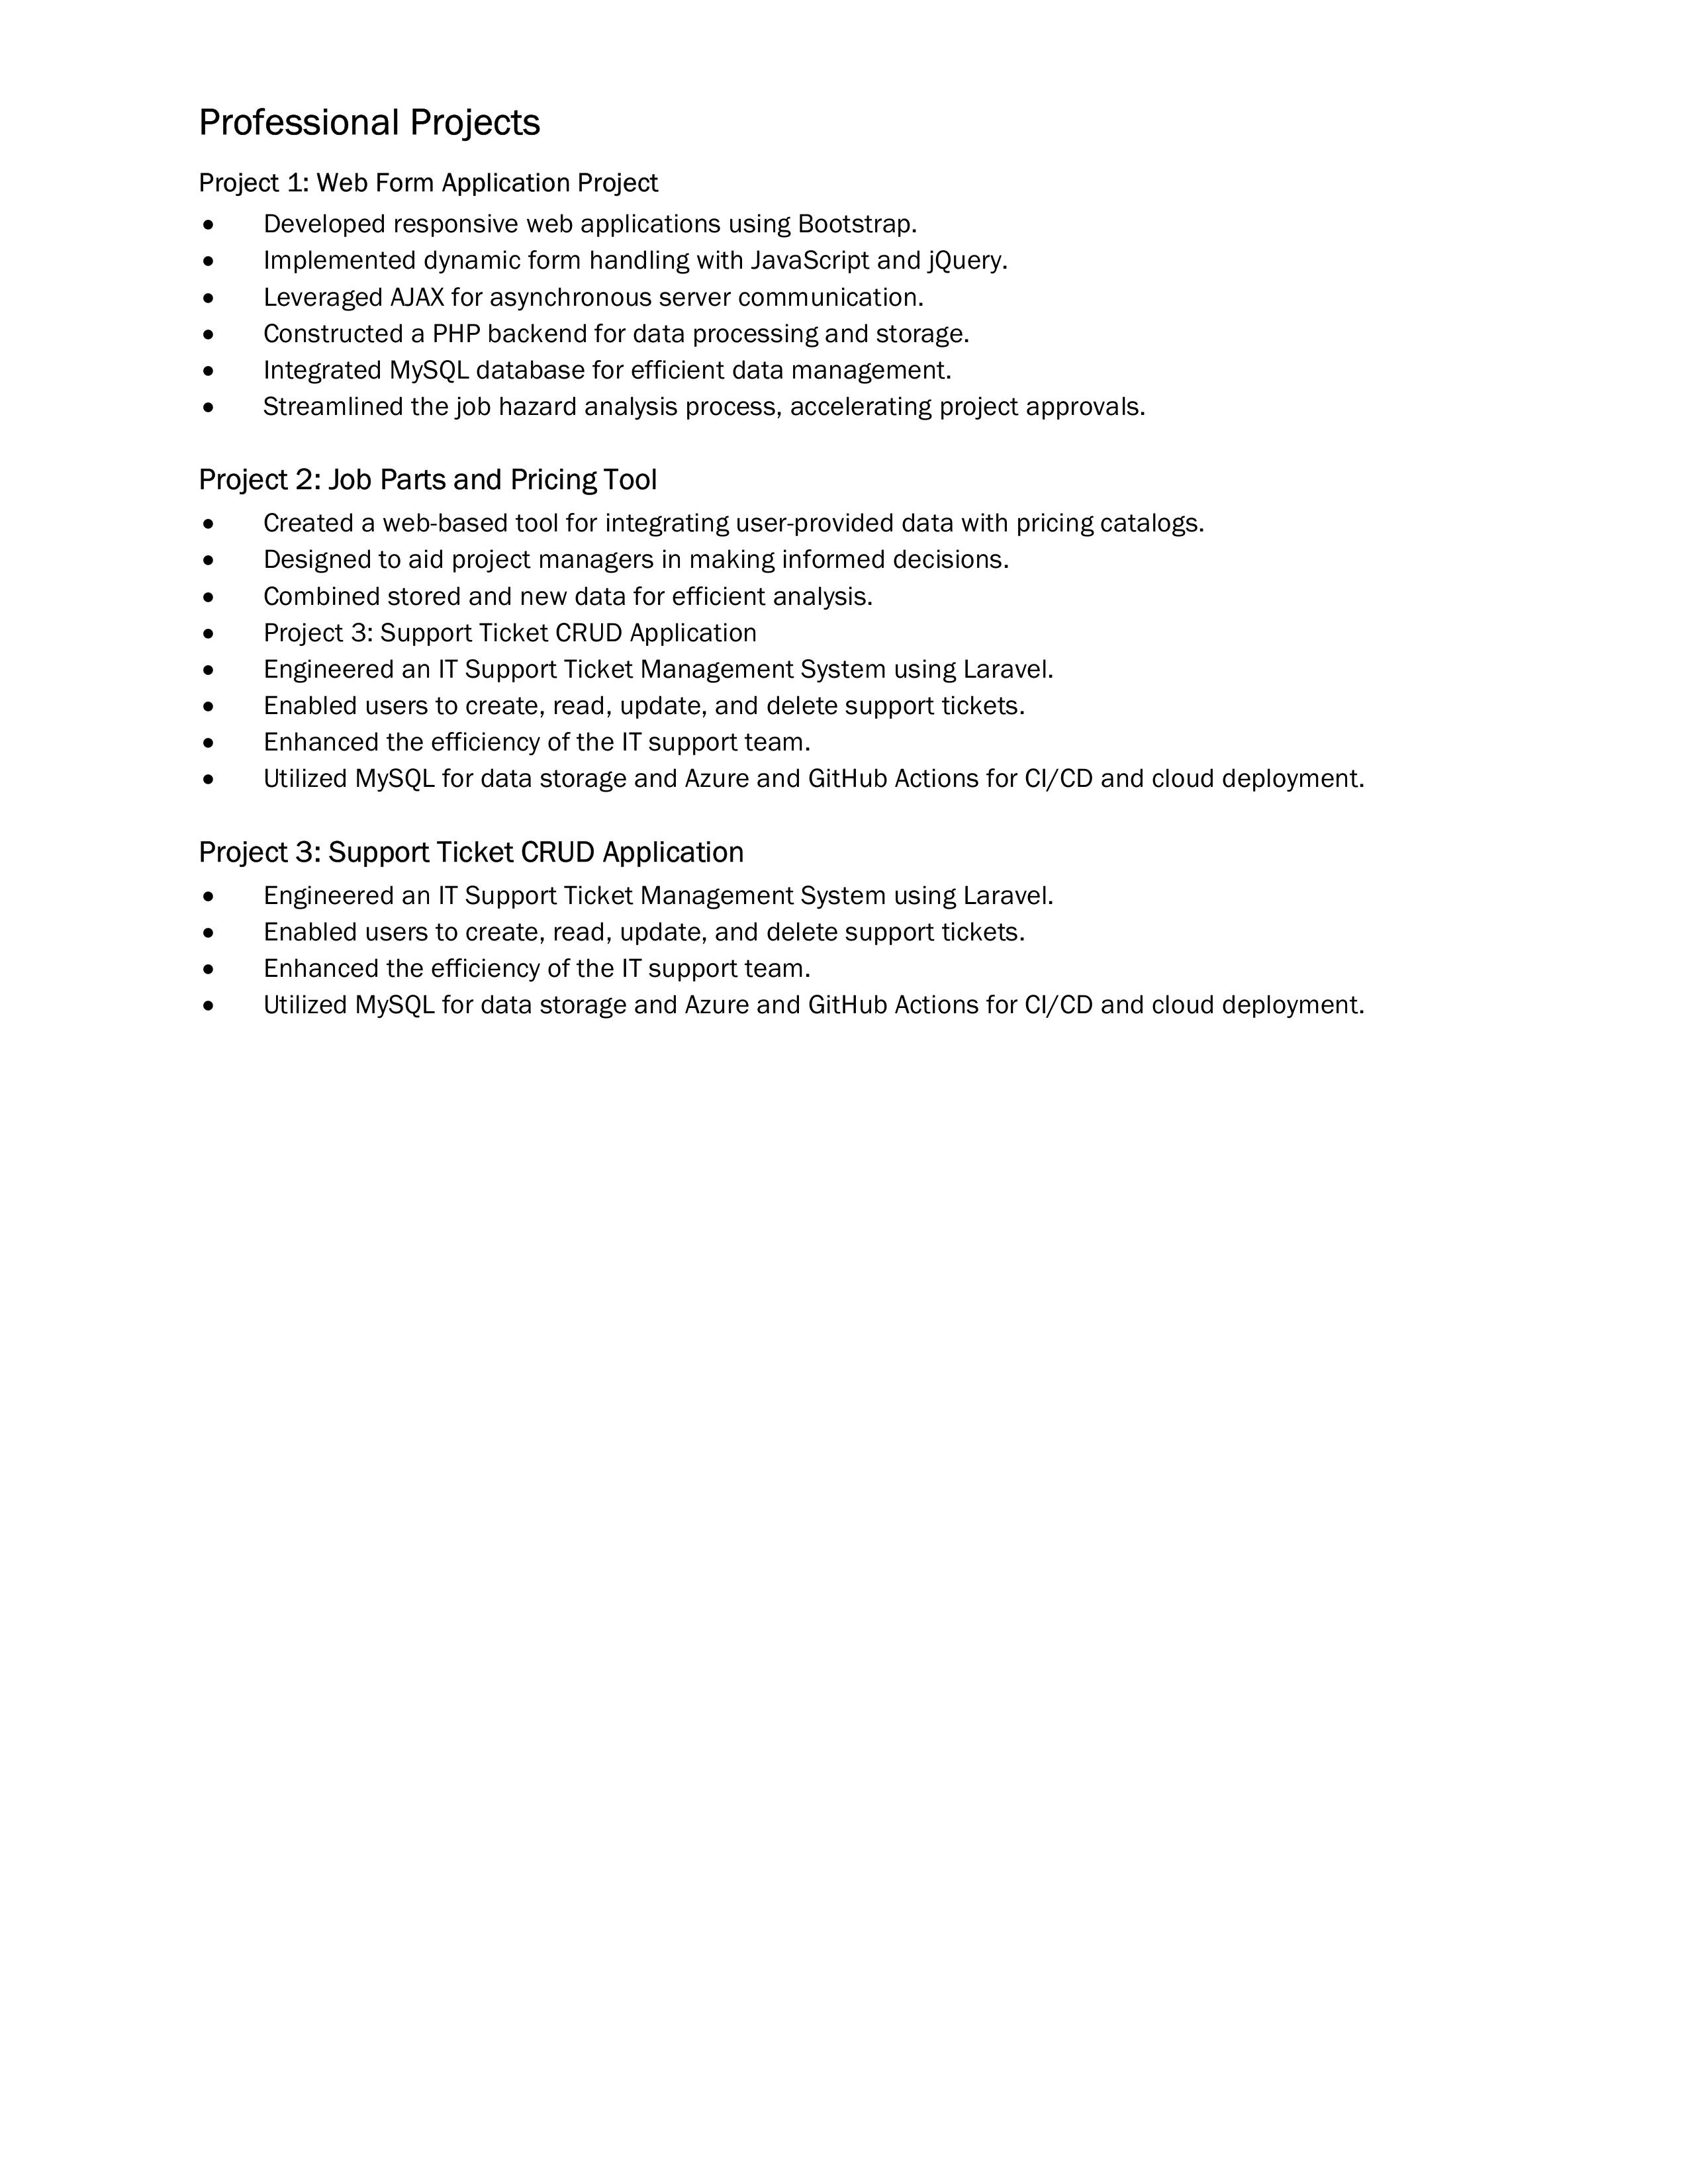 Professional Projects
Project 1: Web Form Application Project
• Developed responsive web applications using Bootstrap.
• Implemented dynamic form handling with JavaScript and jQuery.
• Leveraged AJAX for asynchronous server communication.
• Constructed a PHP backend for data processing and storage.
• Integrated MySQL database for efficient data management.
• Streamlined the job hazard analysis process, accelerating project approvals.
Project 2: Job Parts and Pricing Tool
• Created a web-based tool for integrating user-provided data with pricing catalogs.
• Designed to aid project managers in making informed decisions.
• Combined stored and new data for efficient analysis.
• Project 3: Support Ticket CRUD Application
• Engineered an IT Support Ticket Management System using Laravel.
• Enabled users to create, read, update, and delete support tickets.
• Enhanced the efficiency of the IT support team.
• Utilized MySQL for data storage and Azure and GitHub Actions for CI/CD and cloud deployment.
Project 3: Support Ticket CRUD Application
• Engineered an IT Support Ticket Management System using Laravel.
• Enabled users to create, read, update, and delete support tickets.
• Enhanced the efficiency of the IT support team.
• Utilized MySQL for data storage and Azure and GitHub Actions for CI/CD and cloud deployment.